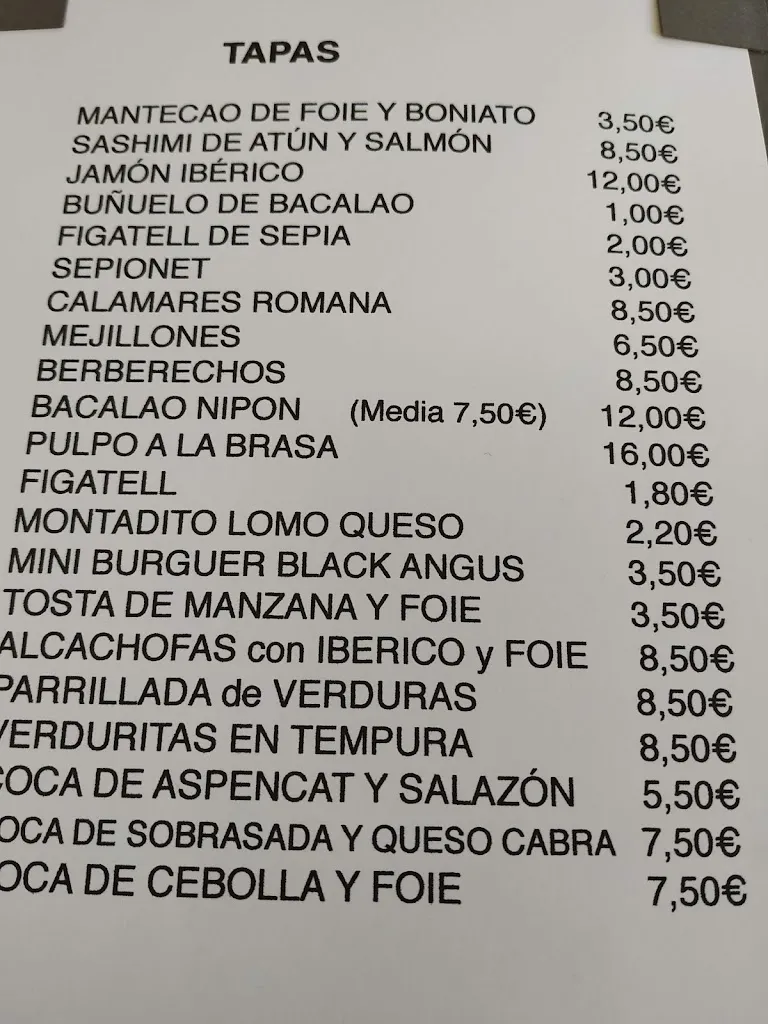 TAPAS
MANTECAO DE FOIE Y BONIATO 3,50€
SASHIMI DE ATÚN Y SALMÓN 8,50€
JAMÓN IBÉRICO 12,00€
BUÑUELO DE BACALAO 1,00€
FIGATELL DE SEPIA 2,00€
SEPIONET 3,00€
CALAMARES ROMANA 8,50€
MEJILLONES 6,50€
BERBERECHOS 8,50€
BACALAO NIPON (Media 7,50€) 12,00€
PULPO A LA BRASA 16,00€
FIGATELL 1,80€
MONTADITO LOMO QUESO 2,20€
MINI BURGUER BLACK ANGUS 3,50€
TOSTA DE MANZANA Y FOIE 3,50€
ALCACHOFAS con IBERICO y FOIE 8,50€
PARRILLADA de VERDURAS 8,50€
VERDURITAS EN TEMPURA 8,50€
COCA DE ASPENCAT Y SALAZÓN 5,50€
OCA DE SOBRASADA Y QUESO CABRA 7,50€
OCA DE CEBOLLA Y FOIE 7,50€